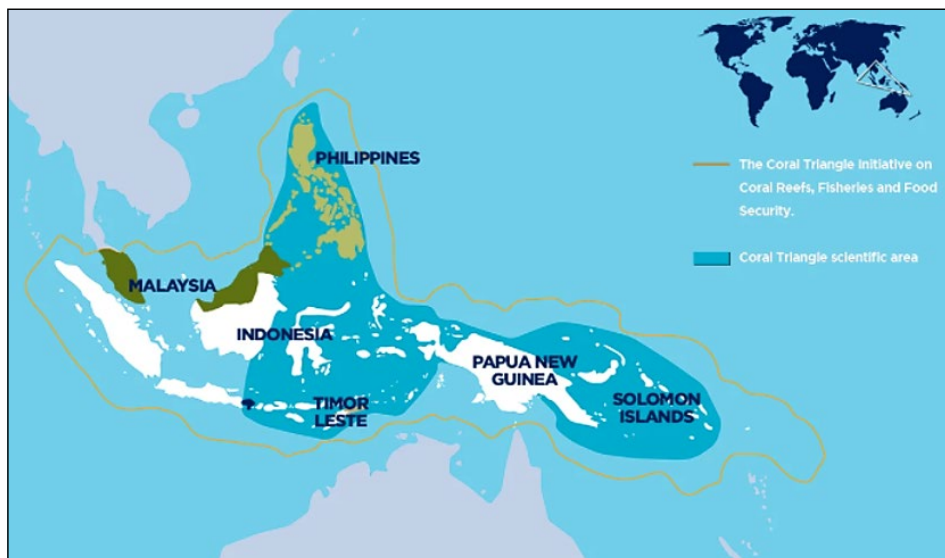 PHILIPPINES
The Coral Triangle Initiative on
Coral Reefs, Fisheries and Food
Security.
Coral Triangle scientific area
MALAYSIA
INDONESIA
PAPUA NEW
GUINEA
TIMOR
LESTE
SOLOMON
ISLANDS